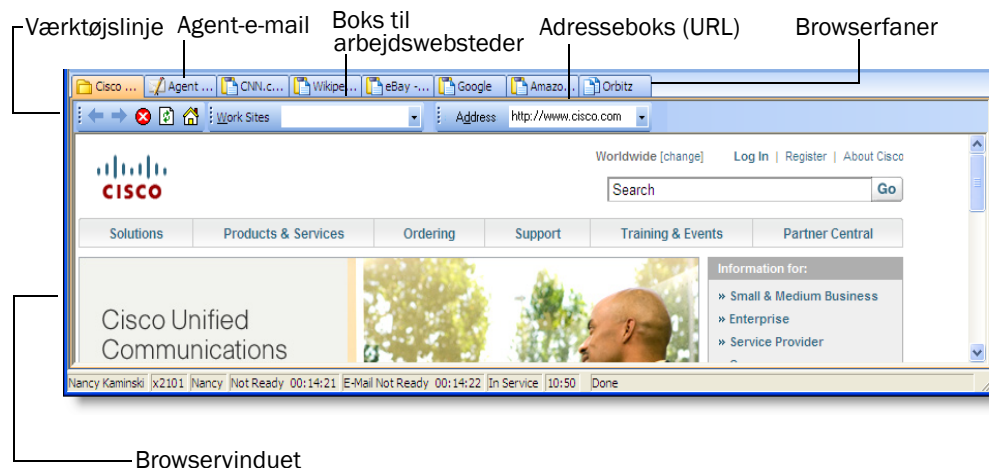 Værktøjslinje
Agent-e-mail
Boks til
arbejdswebsteder
Adresseboks (URL)
Browserfaner
Cisco ...
Agent ...
CNN.c...
Wikipe...
eBay -...
Google
Amazo...
Orbitz
Work Sites
Address
http://www.cisco.com
Worldwide [change] Log In | Register | About Cisco
CISCO
Search
Go
Solutions
Products & Services
Ordering
Support
Training & Events
Partner Central
Information for:
» Small & Medium Business
» Enterprise
» Service Provider
Cisco Unified
Communications
Nancy Kaminski x2101 Nancy Not Ready 00:14:21 E-Mail Not Ready 00:14:22 In Service 10:50 Done
Browservinduet